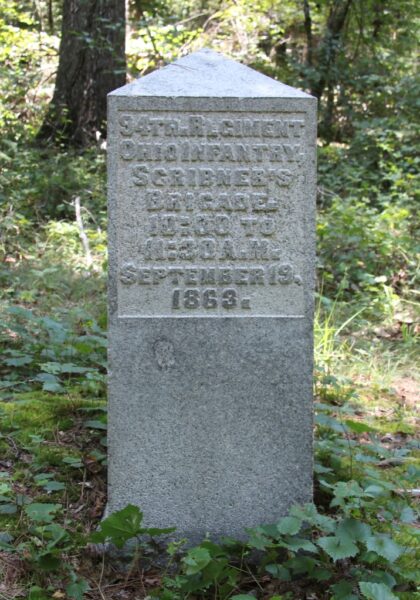 94TH. REGIMENT
OHIO INFANTRY.
SCRIBNER'S
BRIGADE.
10:30 TO
11:30 A.M.
SEPTEMBER 19.
1863.